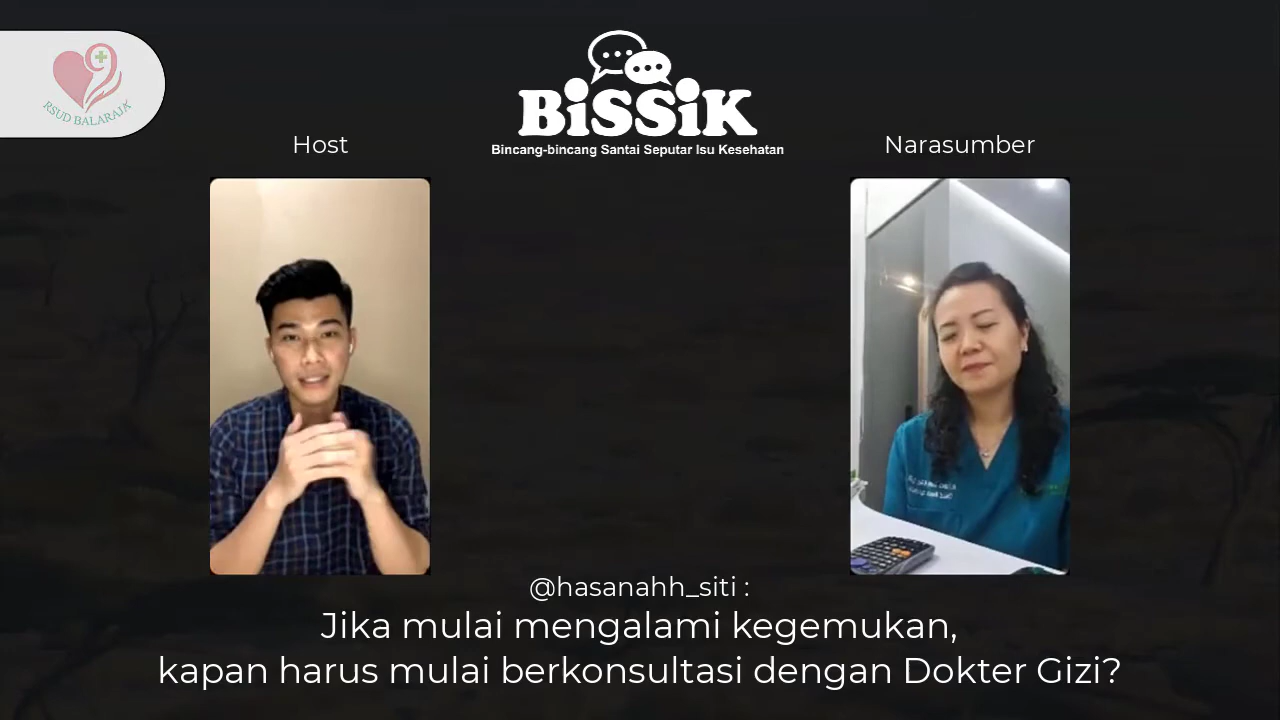 RSUD BALARAJA
BiSSiK
Bincang-bincang Santai Seputar Isu Kesehatan
Host
Narasumber
@hasanahh_siti :
Jika mulai mengalami kegemukan,
kapan harus mulai berkonsultasi dengan Dokter Gizi?